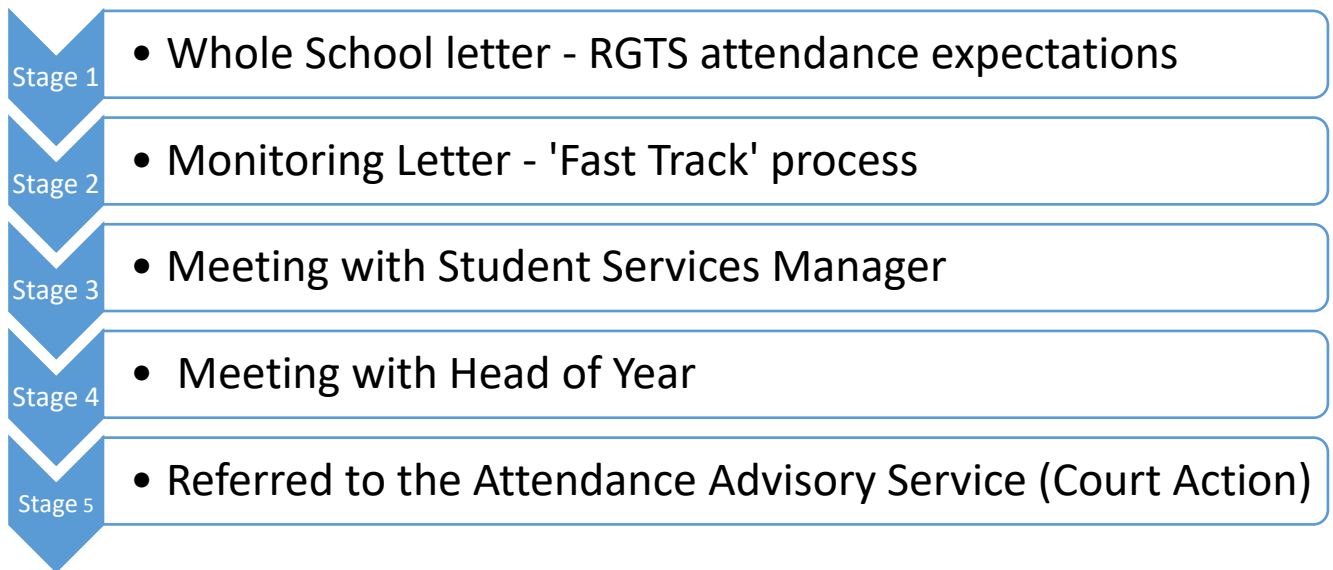 Stage 1
• Whole School letter - RGTS attendance expectations
Stage 2
• Monitoring Letter - 'Fast Track' process
Stage 3
• Meeting with Student Services Manager
Stage 4
• Meeting with Head of Year
Stage 5
• Referred to the Attendance Advisory Service (Court Action)